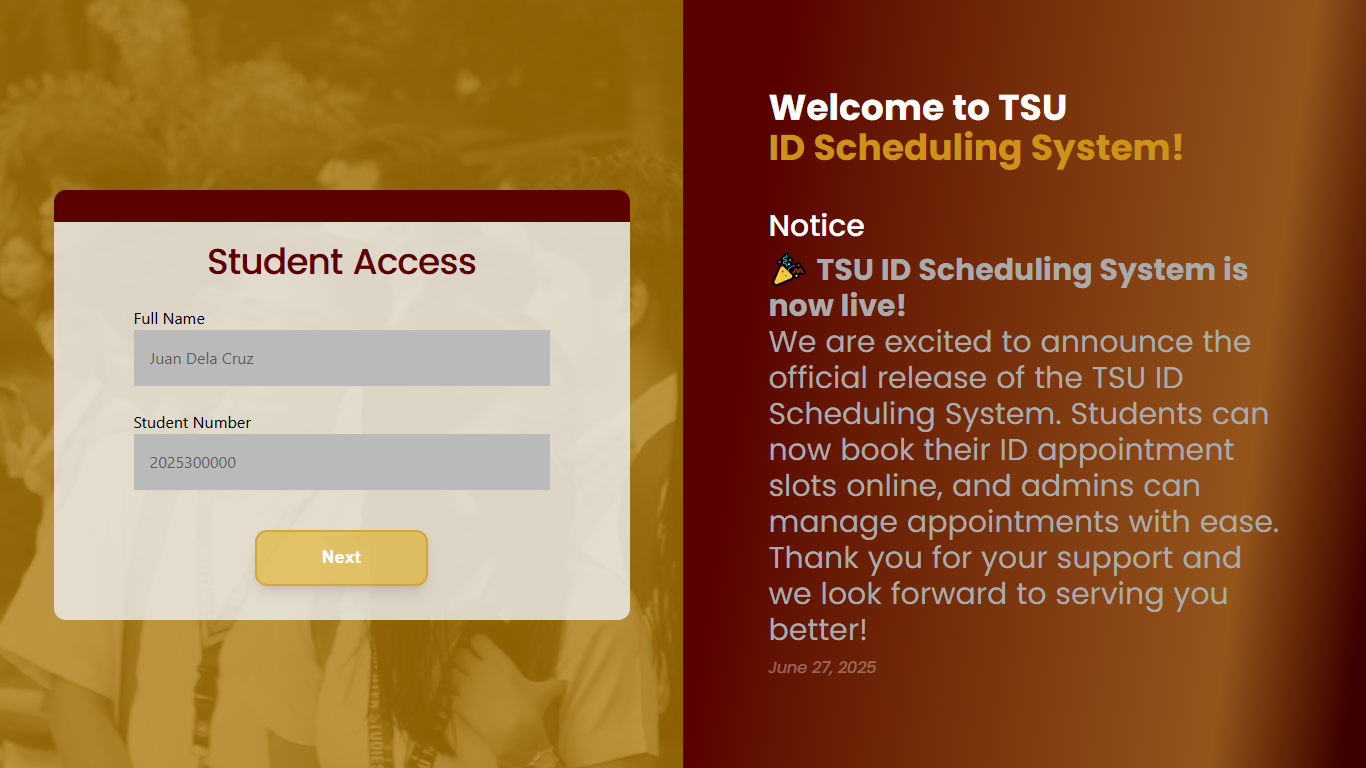 Student Access
Full Name
Juan Dela Cruz
Student Number
2025300000
Next
Welcome to TSU
ID Scheduling System!
Notice
🎉 TSU ID Scheduling System is
now live!
We are excited to announce the
official release of the TSU ID
Scheduling System. Students can
now book their ID appointment
slots online, and admins can
manage appointments with ease.
Thank you for your support and
we look forward to serving you
better!
June 27, 2025